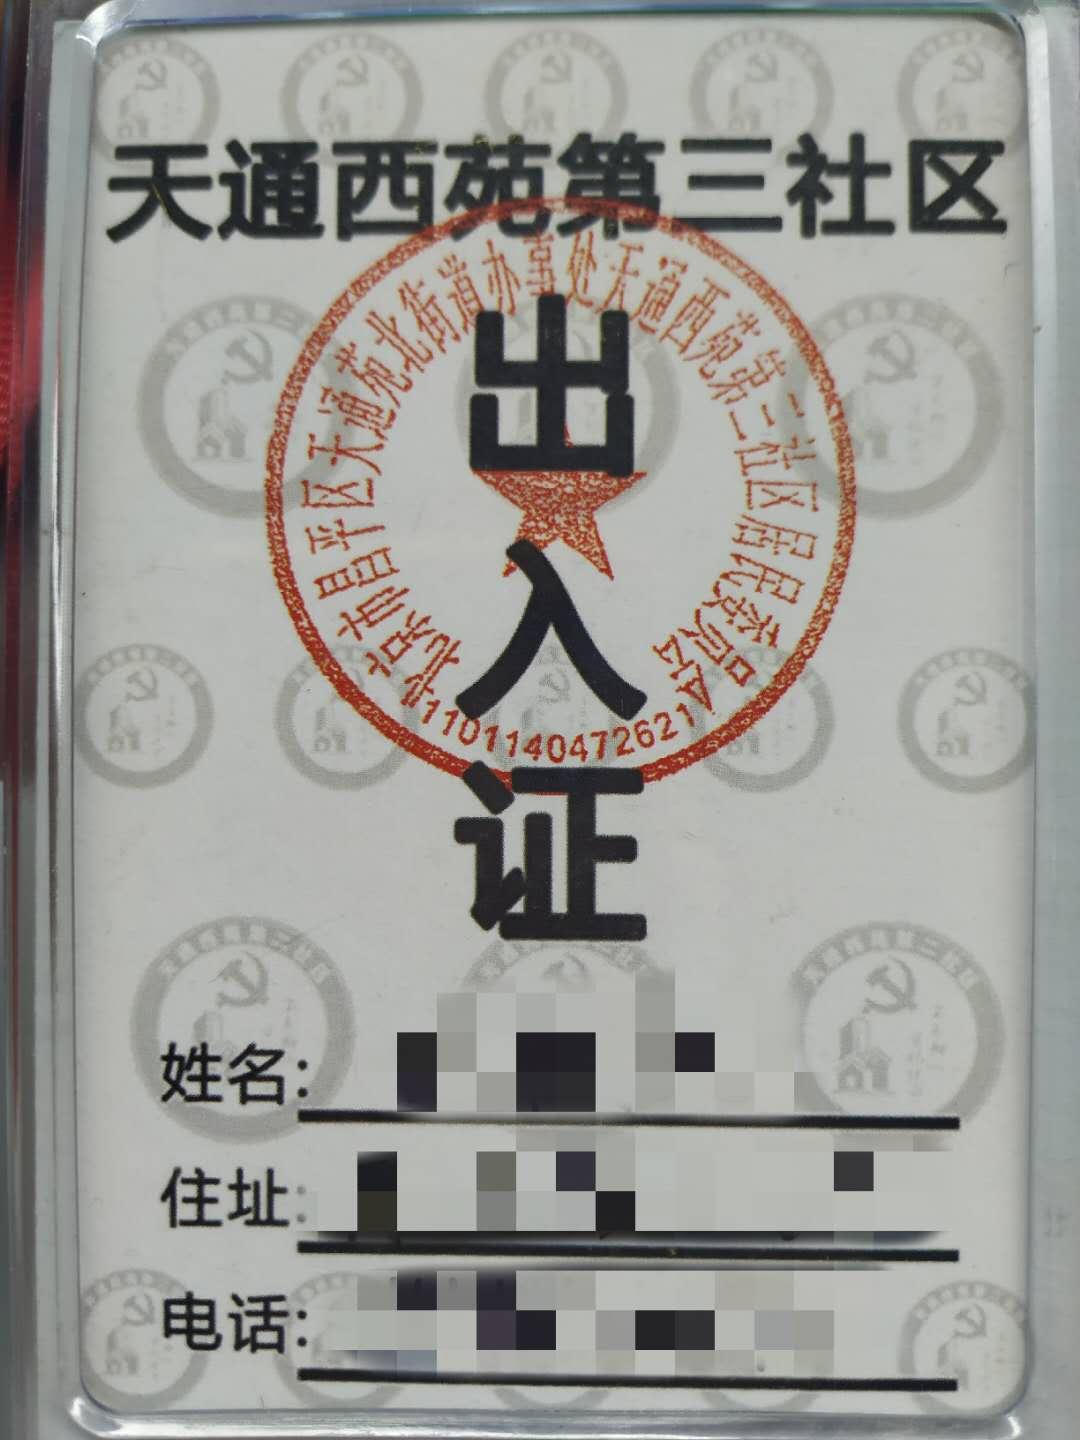 天通西苑第三社区
北京市昌平区天通苑北街道办事处天通西苑第三社区居民委员会
1101140472621
出
入
证
姓名:
住址:
电话: